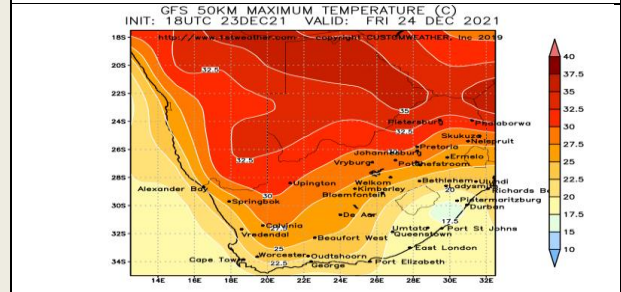 GFS 50KM MAXIMUM TEMPERATURE (C)
INIT: 18UTC 23DEC21 VALID: FRI 24 DEC 2021
http://www.1stweather.com -- copyright CUSTOMWEATHER, Inc 2019
18S
20S
22S
24S
26S
28S
30S
32S
34S
14E 16E 18E 20E 22E 24E 26E 28E 30E 32E
40
37.5
35
32.5
30
27.5
25
22.5
20
17.5
15
10
32.5
35
32.5
32.5
30
25
22.5
20
17.5
Pietersburg
Phalaborwa
Skukuza
Nelspruit
Pretoria
Johannesburg
Ermelo
Vryburg
Potchefstroom
Alexander Bay
Upington
Welkom
Bethlehem
Ulundi
Kimberley
Ladysmith
Bloemfontein
Richards Ba
Springbok
Pietermaritzburg
Durban
De Aar
Calvinia
Vredendal
Umtata
Port St Johns
Beaufort West
Queenstown
East London
Worcester
Oudtshoorn
Cape Town
George
Port Elizabeth